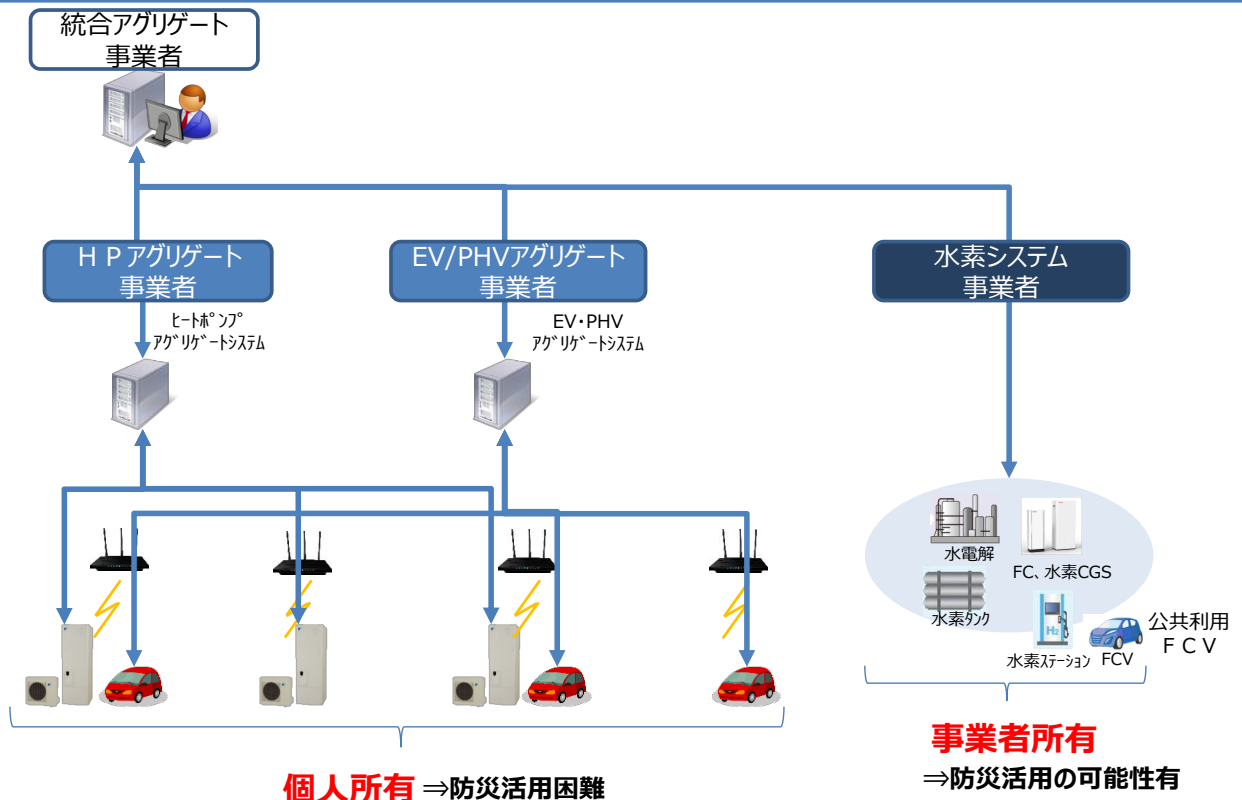 統合アグリゲート
事業者
ＨＰアグリゲート
事業者
EV/PHVアグリゲート
事業者
水素システム
事業者
ﾋｰﾄﾎﾟﾝﾌﾟ
ｱｸﾞﾘｹﾞｰﾄｼｽﾃﾑ
EV・PHV
ｱｸﾞﾘｹﾞｰﾄｼｽﾃﾑ
水電解
FC、水素CGS
水素ﾀﾝｸ
H2
水素ｽﾃｰｼｮﾝ
FCV
公共利用
ＦＣＶ
個人所有 ⇒防災活用困難
事業者所有
⇒防災活用の可能性有